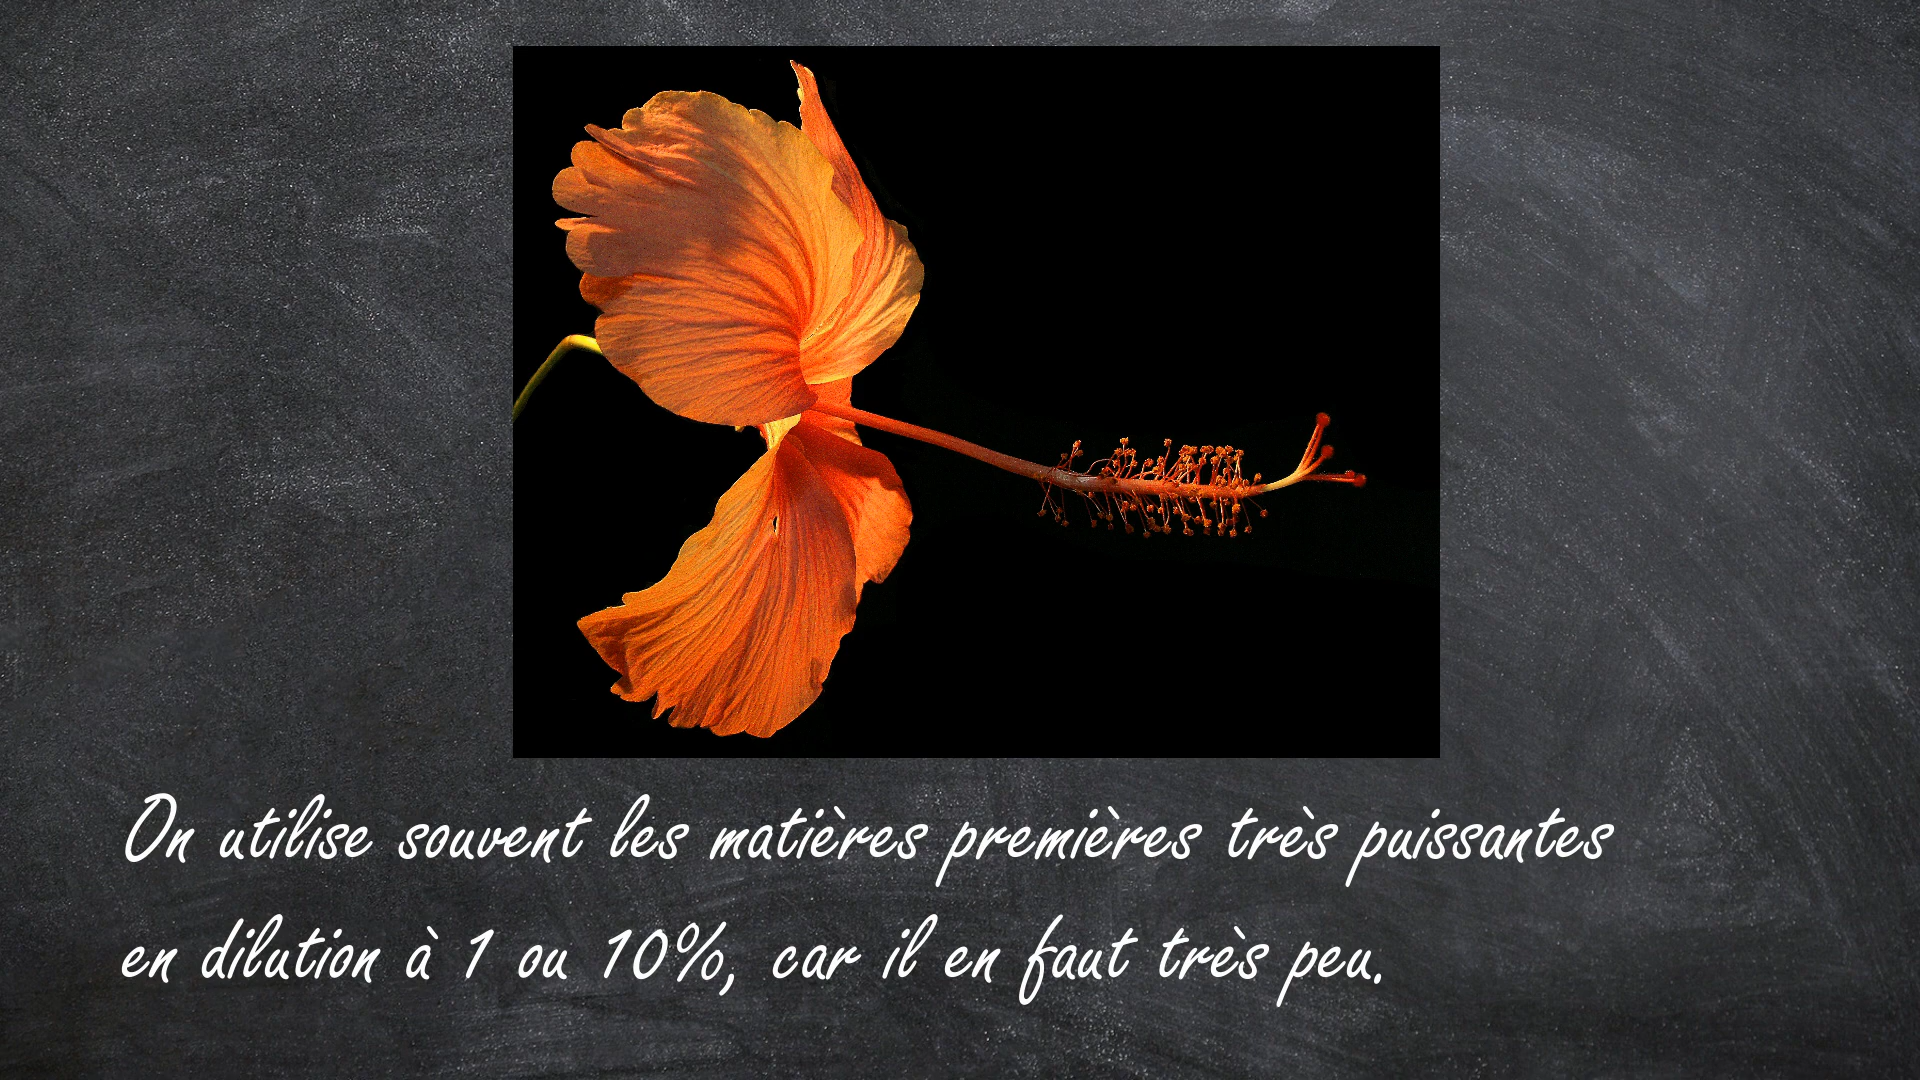 On utilise souvent les matières premières très puissantes
en dilution à 1 ou 10%, car il en faut très peu.